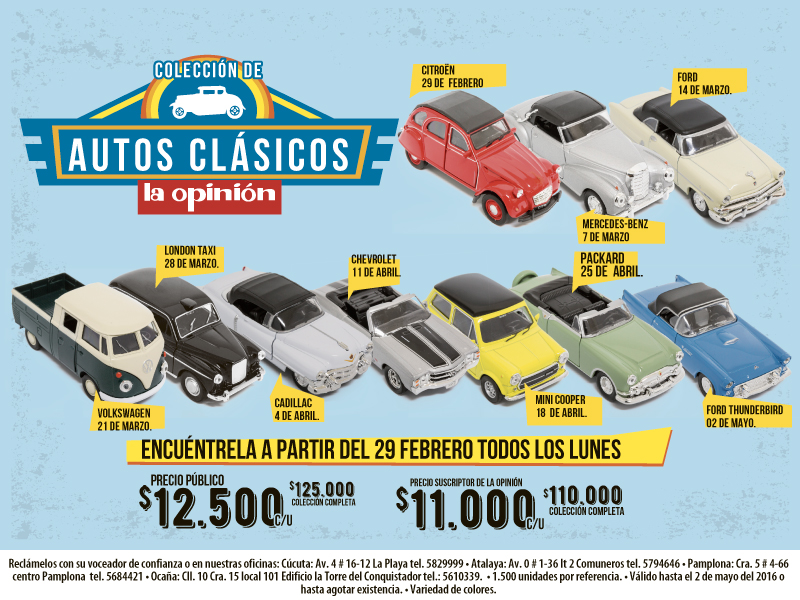 COLECCIÓN DE
AUTOS CLÁSICOS
la opinión
CITROËN
29 DE FEBRERO
FORD
14 DE MARZO.
MERCEDES-BENZ
7 DE MARZO
LONDON TAXI
28 DE MARZO.
CHEVROLET
11 DE ABRIL.
PACKARD
25 DE ABRIL.
VOLKSWAGEN
21 DE MARZO.
CADILLAC
4 DE ABRIL.
MINI COOPER
18 DE ABRIL.
FORD THUNDERBIRD
02 DE MAYO.
ENCUÉNTRELA A PARTIR DEL 29 FEBRERO TODOS LOS LUNES
PRECIO PÚBLICO
$12.500 C/U
$125.000
COLECCIÓN COMPLETA
PRECIO SUSCRIPTOR DE LA OPINIÓN
$11.000 C/U
$110.000
COLECCIÓN COMPLETA
Reclámelos con su voceador de confianza o en nuestras oficinas: Cúcuta: Av. 4 # 16-12 La Playa tel. 5829999 • Atalaya: Av. 0 # 1-36 lt 2 Comuneros tel. 5794646 • Pamplona: Cra. 5 # 4-66
centro Pamplona tel. 5684421 • Ocaña: Cll. 10 Cra. 15 local 101 Edificio la Torre del Conquistador tel.: 5610339. • 1.500 unidades por referencia. • Válido hasta el 2 de mayo del 2016 o
hasta agotar existencia. • Variedad de colores.